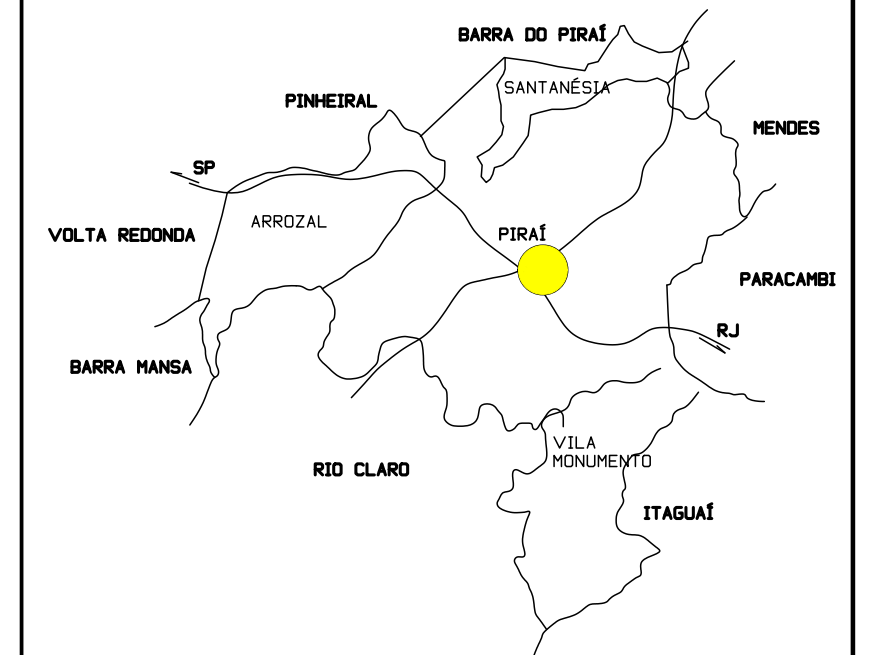 BARRA DO PIRAÍ
SANTANÉSIA
PINHEIRAL
MENDES
SP
ARROZAL
VOLTA REDONDA
PIRAÍ
PARACAMBI
RJ
BARRA MANSA
VILA
MONUMENTO
RIO CLARO
ITAGUAÍ